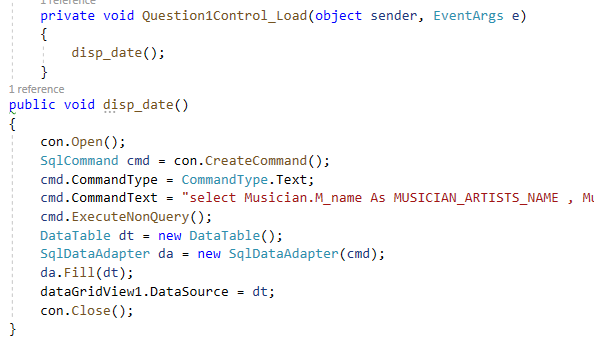 1 reference
private void Question1Control_Load(object sender, EventArgs e)
{
disp_date();
}
1 reference
public void disp_date()
{
con.Open();
SqlCommand cmd = con.CreateCommand();
cmd.CommandType = CommandType.Text;
cmd.CommandText = "select Musician.M_name As MUSICIAN_ARTISTS_NAME , Mu
cmd.ExecuteNonQuery();
DataTable dt = new DataTable();
SqlDataAdapter da = new SqlDataAdapter(cmd);
da.Fill(dt);
dataGridView1.DataSource = dt;
con.Close();
}